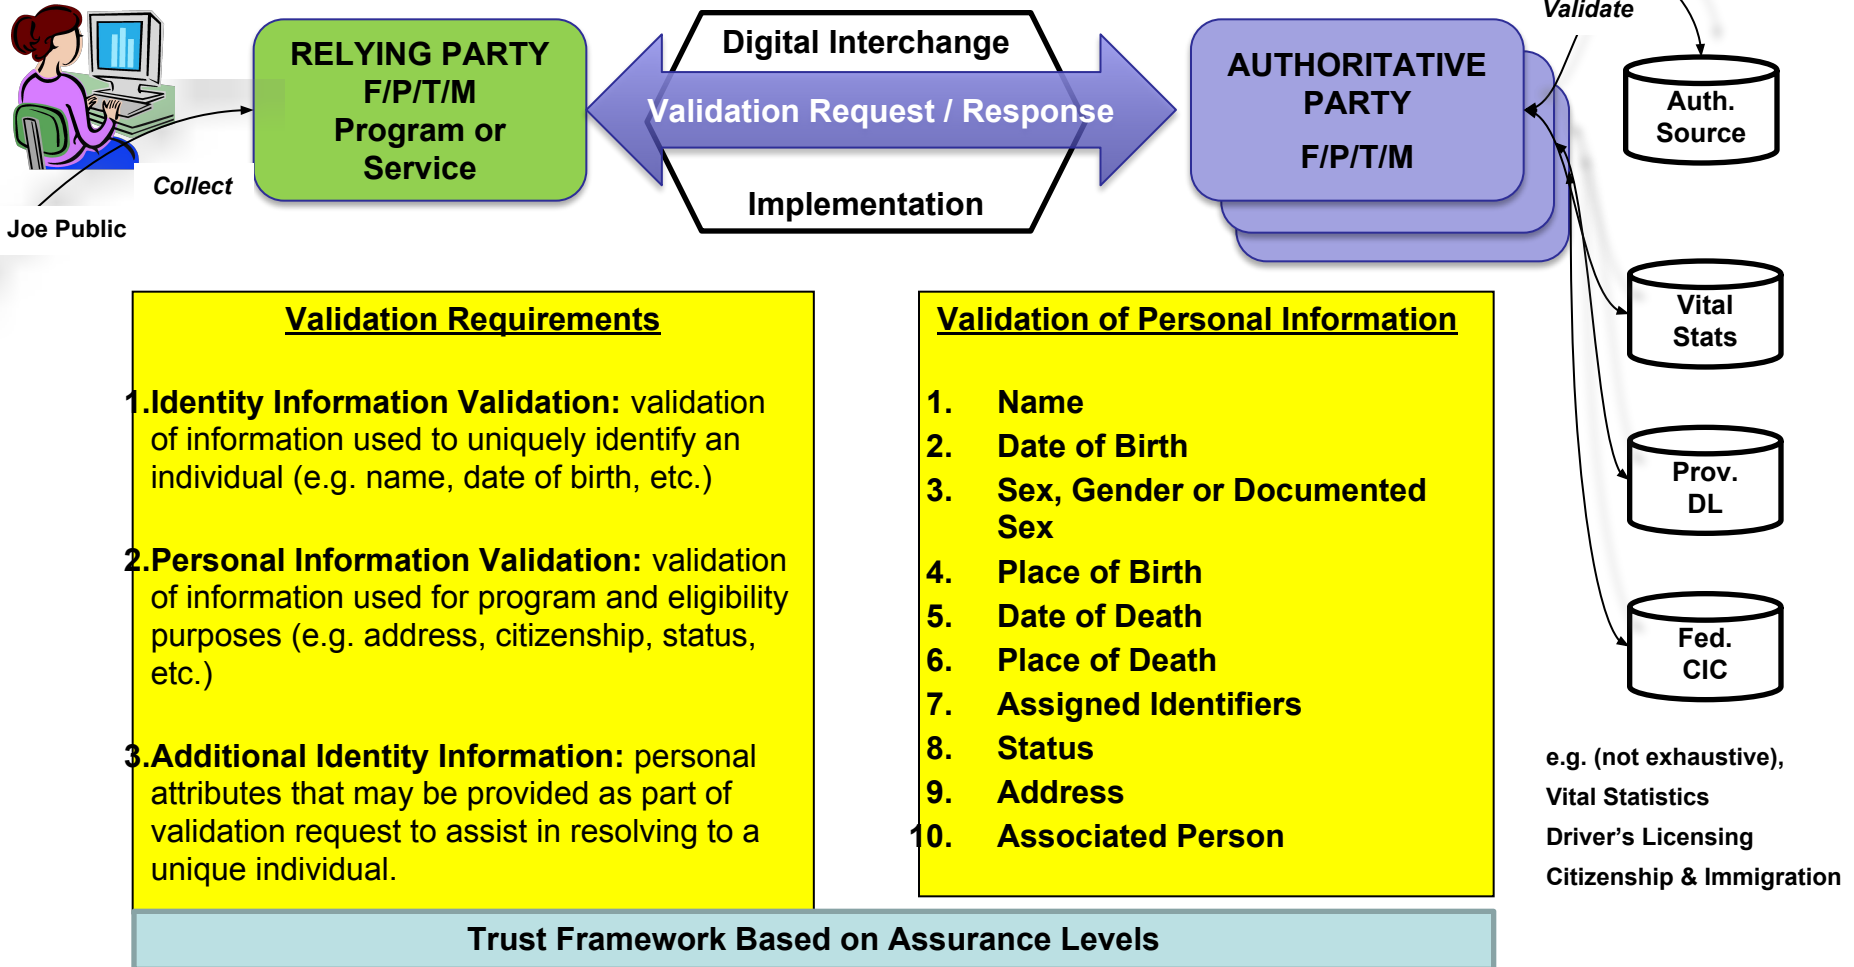 Joe Public
Collect
RELYING PARTY
F/P/T/M
Program or
Service
Digital Interchange
Validation Request / Response
Implementation
AUTHORITATIVE
PARTY
F/P/T/M
Validate
Auth.
Source
Vital
Stats
Prov.
DL
Fed.
CIC
e.g. (not exhaustive),
Vital Statistics
Driver's Licensing
Citizenship & Immigration
Validation Requirements
1.Identity Information Validation: validation
of information used to uniquely identify an
individual (e.g. name, date of birth, etc.)
2.Personal Information Validation: validation
of information used for program and eligibility
purposes (e.g. address, citizenship, status,
etc.)
3.Additional Identity Information: personal
attributes that may be provided as part of
validation request to assist in resolving to a
unique individual.
Validation of Personal Information
1. Name
2. Date of Birth
3. Sex, Gender or Documented
Sex
4. Place of Birth
5. Date of Death
6. Place of Death
7. Assigned Identifiers
8. Status
9. Address
10. Associated Person
Trust Framework Based on Assurance Levels